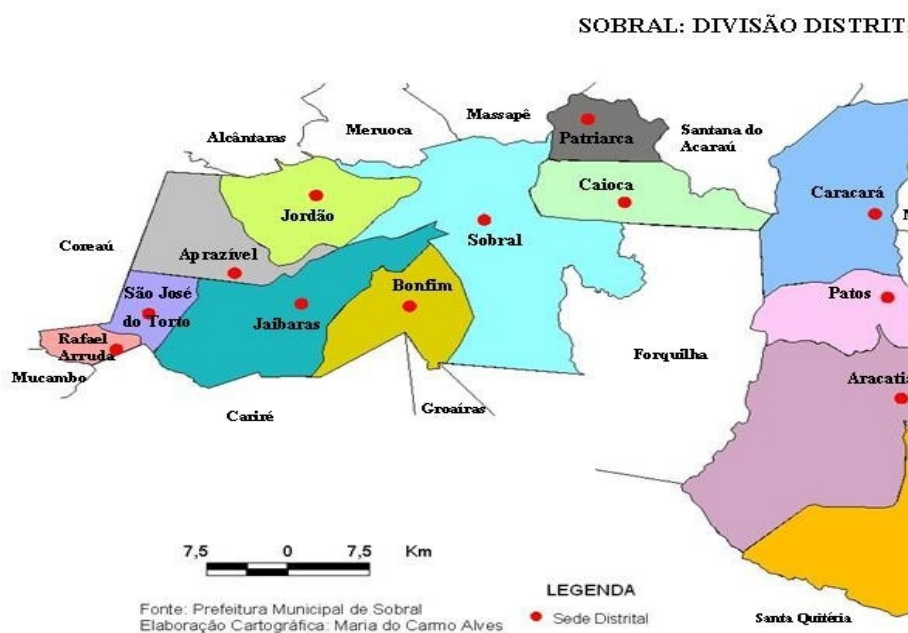 SOBRAL: DIVISÃO DISTRIT
Massapê
Patriarca
Santana do
Acaraú
Alcântaras
Meruoca
Caioca
Caracará
Jordão
Sobral
Coreaú
Aprazível
São José
do Torto
Bonfim
Jaibaras
Patos
Rafael
Arruda
Forquilha
Mucambo
Aracatia
Cariré
Groaíras
7,5 0 7,5 Km
LEGENDA
Sede Distrital
Fonte: Prefeitura Municipal de Sobral
Elaboração Cartográfica: Maria do Carmo Alves
Santa Quitéria